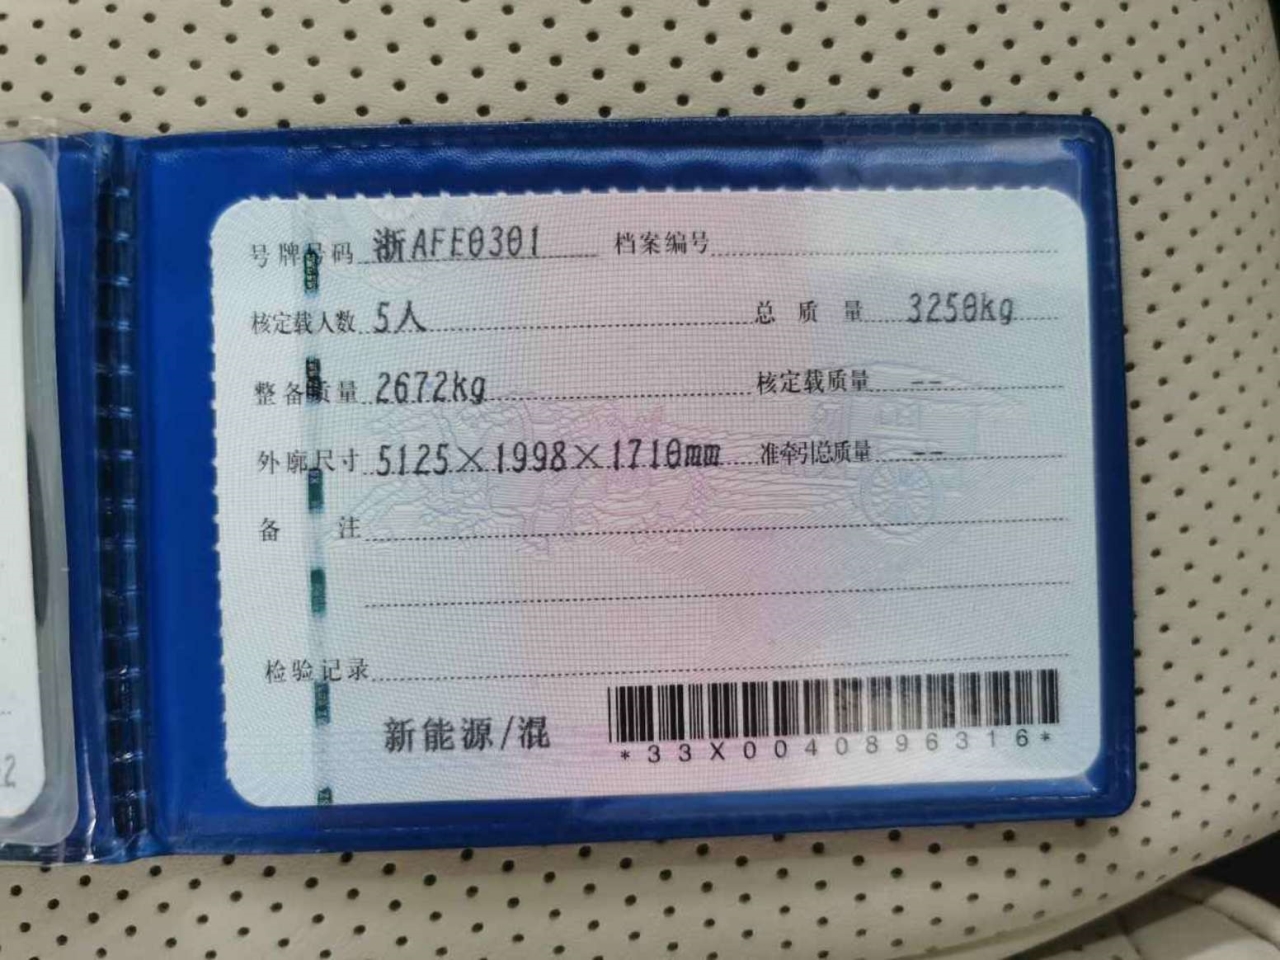 号牌号码 浙AFE0301 档案编号
核定载人数 5人 总质量 3250kg
整备质量 2672kg 核定载质量 --
外廓尺寸 5125×1998×1710mm 准牵引总质量 --
备注
检验记录
新能源/混
*33X0040896316*
2